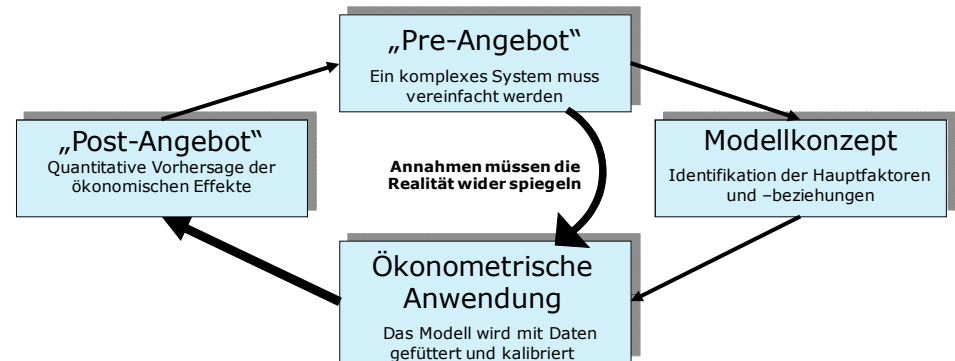 „Pre-Angebot“
Ein komplexes System muss
vereinfacht werden
„Post-Angebot“
Quantitative Vorhersage der
ökonomischen Effekte
Annahmen müssen die
Realität wider spiegeln
Modellkonzept
Identifikation der Hauptfaktoren
und –beziehungen
Ökonometrische
Anwendung
Das Modell wird mit Daten
gefüttert und kalibriert